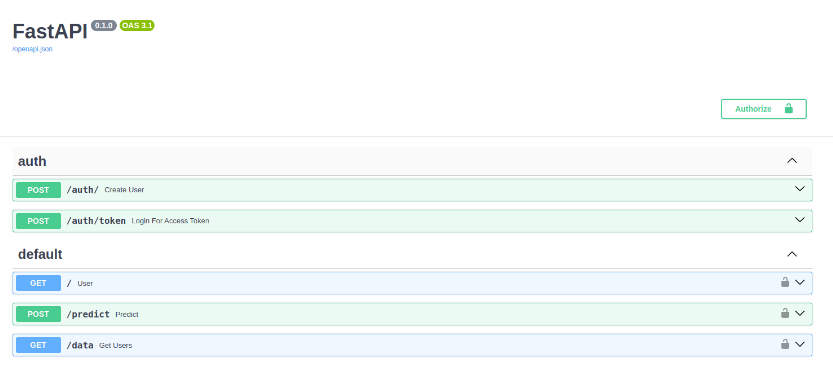 FastAPI 0.1.0 OAS 3.1
/openapi.json
Authorize
auth
POST /auth/ Create User
POST /auth/token Login For Access Token
default
GET / User
POST /predict Predict
GET /data Get Users